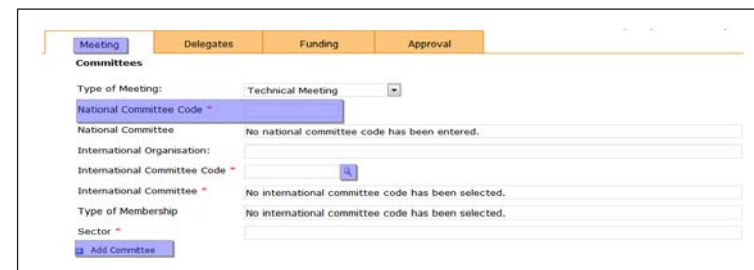 Meeting Delegates Funding Approval
Committees
Type of Meeting: Technical Meeting
National Committee Code *
National Committee No national committee code has been entered.
International Organisation:
International Committee Code *
International Committee * No international committee code has been selected.
Type of Membership No international committee code has been selected.
Sector *
Add Committee